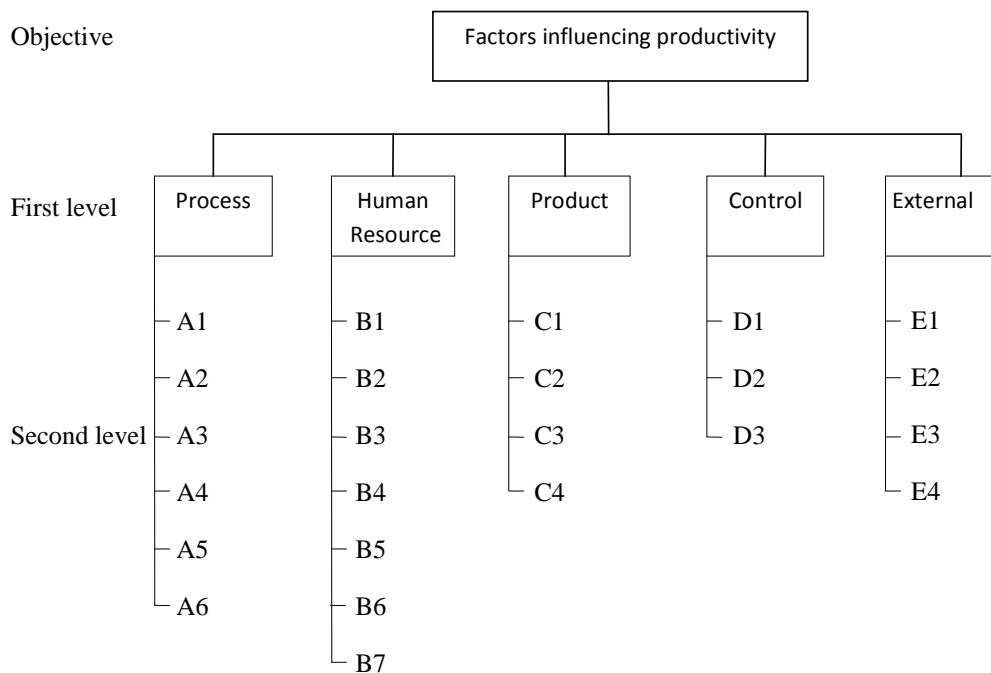 Objective
Factors influencing productivity
First level
Process
Human
Resource
Product
Control
External
A1
B1
C1
D1
E1
A2
B2
C2
D2
E2
Second level
A3
B3
C3
D3
E3
A4
B4
C4
E4
A5
B5
A6
B6
B7